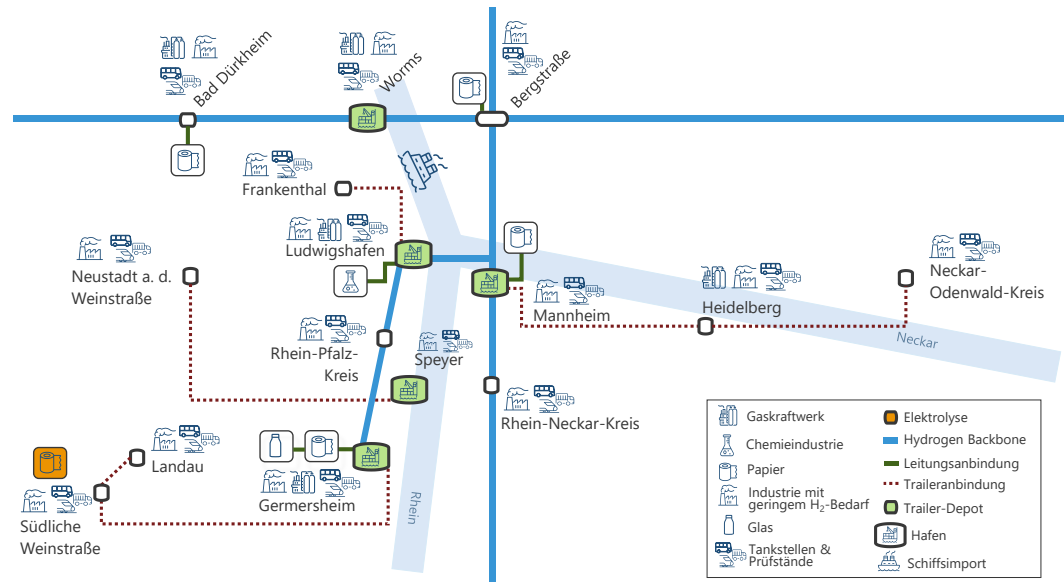 Bad Dürkheim
Worms
Bergstraße
Frankenthal
Ludwigshafen
Neustadt a. d.
Weinstraße
Mannheim
Heidelberg
Neckar-
Odenwald-Kreis
Rhein-Pfalz-
Kreis
Speyer
Neckar
Rhein-Neckar-Kreis
Landau
Germersheim
Südliche
Weinstraße
Rhein
Gaskraftwerk
Chemieindustrie
Papier
Industrie mit
geringem H₂-Bedarf
Glas
Tankstellen &
Prüfstände
Elektrolyse
Hydrogen Backbone
Leitungsanbindung
Traileranbindung
Trailer-Depot
Hafen
Schiffsimport